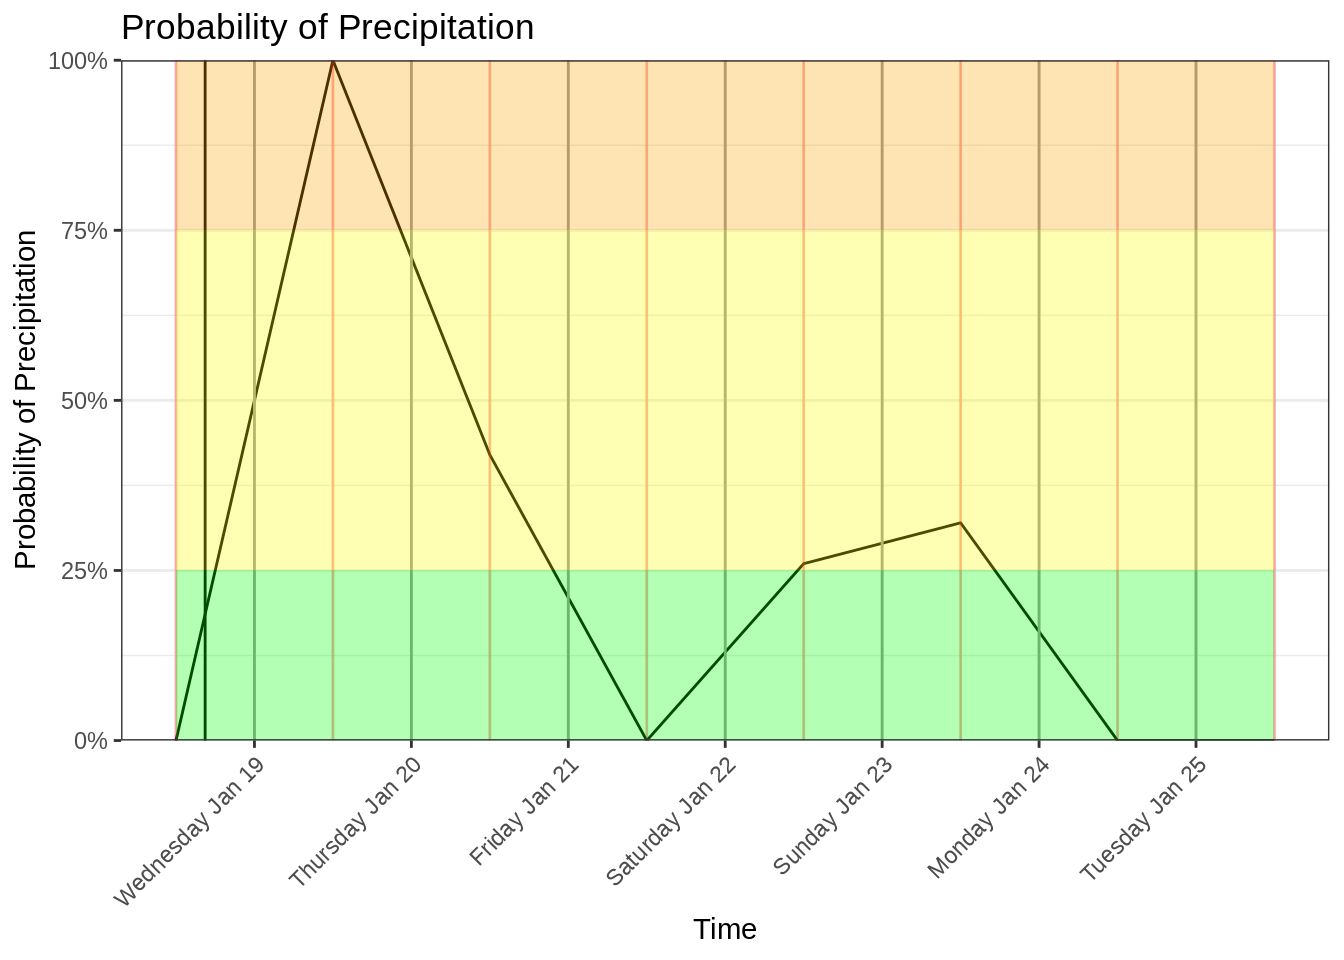 Probability of Precipitation
Probability of Precipitation
100%
75%
50%
25%
0%
Wednesday Jan 19
Thursday Jan 20
Friday Jan 21
Saturday Jan 22
Sunday Jan 23
Monday Jan 24
Tuesday Jan 25
Time